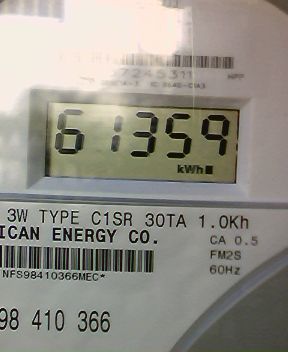 61359
kWh
3W TYPE C1SR 30TA 1.0Kh
ICAN ENERGY CO.
CA 0.5
FM2S
60Hz
NFS98410366MEC*
98 410 366